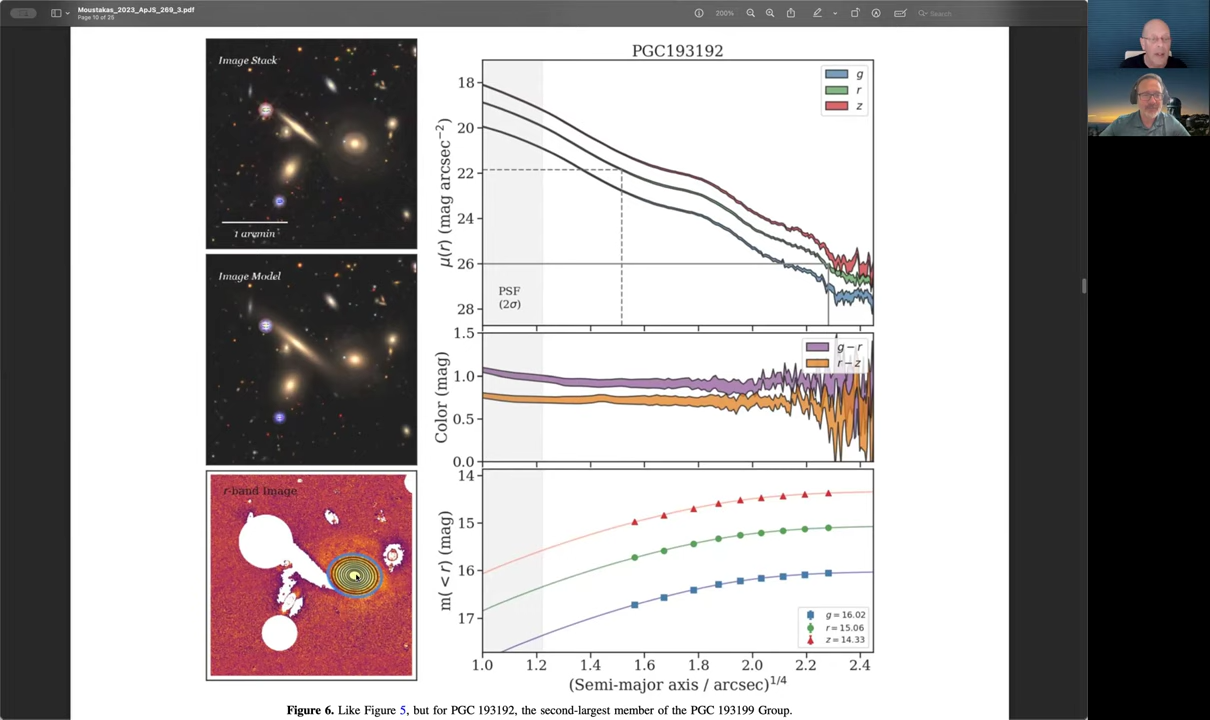 Moustakas_2023_ApJS_269_3.pdf
Page 10 of 35
200%
Search
Image Stack
1 arcmin
Image Model
r-band Image
PGC193192
g
r
z
18
20
22
24
26
28
μ(r) (mag arcsec⁻²)
PSF
(2σ)
1.5
1.0
0.5
0.0
Color (mag)
g − r
r − z
14
15
16
17
m(< r) (mag)
g = 16.02
r = 15.06
z = 14.33
1.0 1.2 1.4 1.6 1.8 2.0 2.2 2.4
(Semi-major axis / arcsec)^1/4
Figure 6. Like Figure 5, but for PGC 193192, the second-largest member of the PGC 193199 Group.